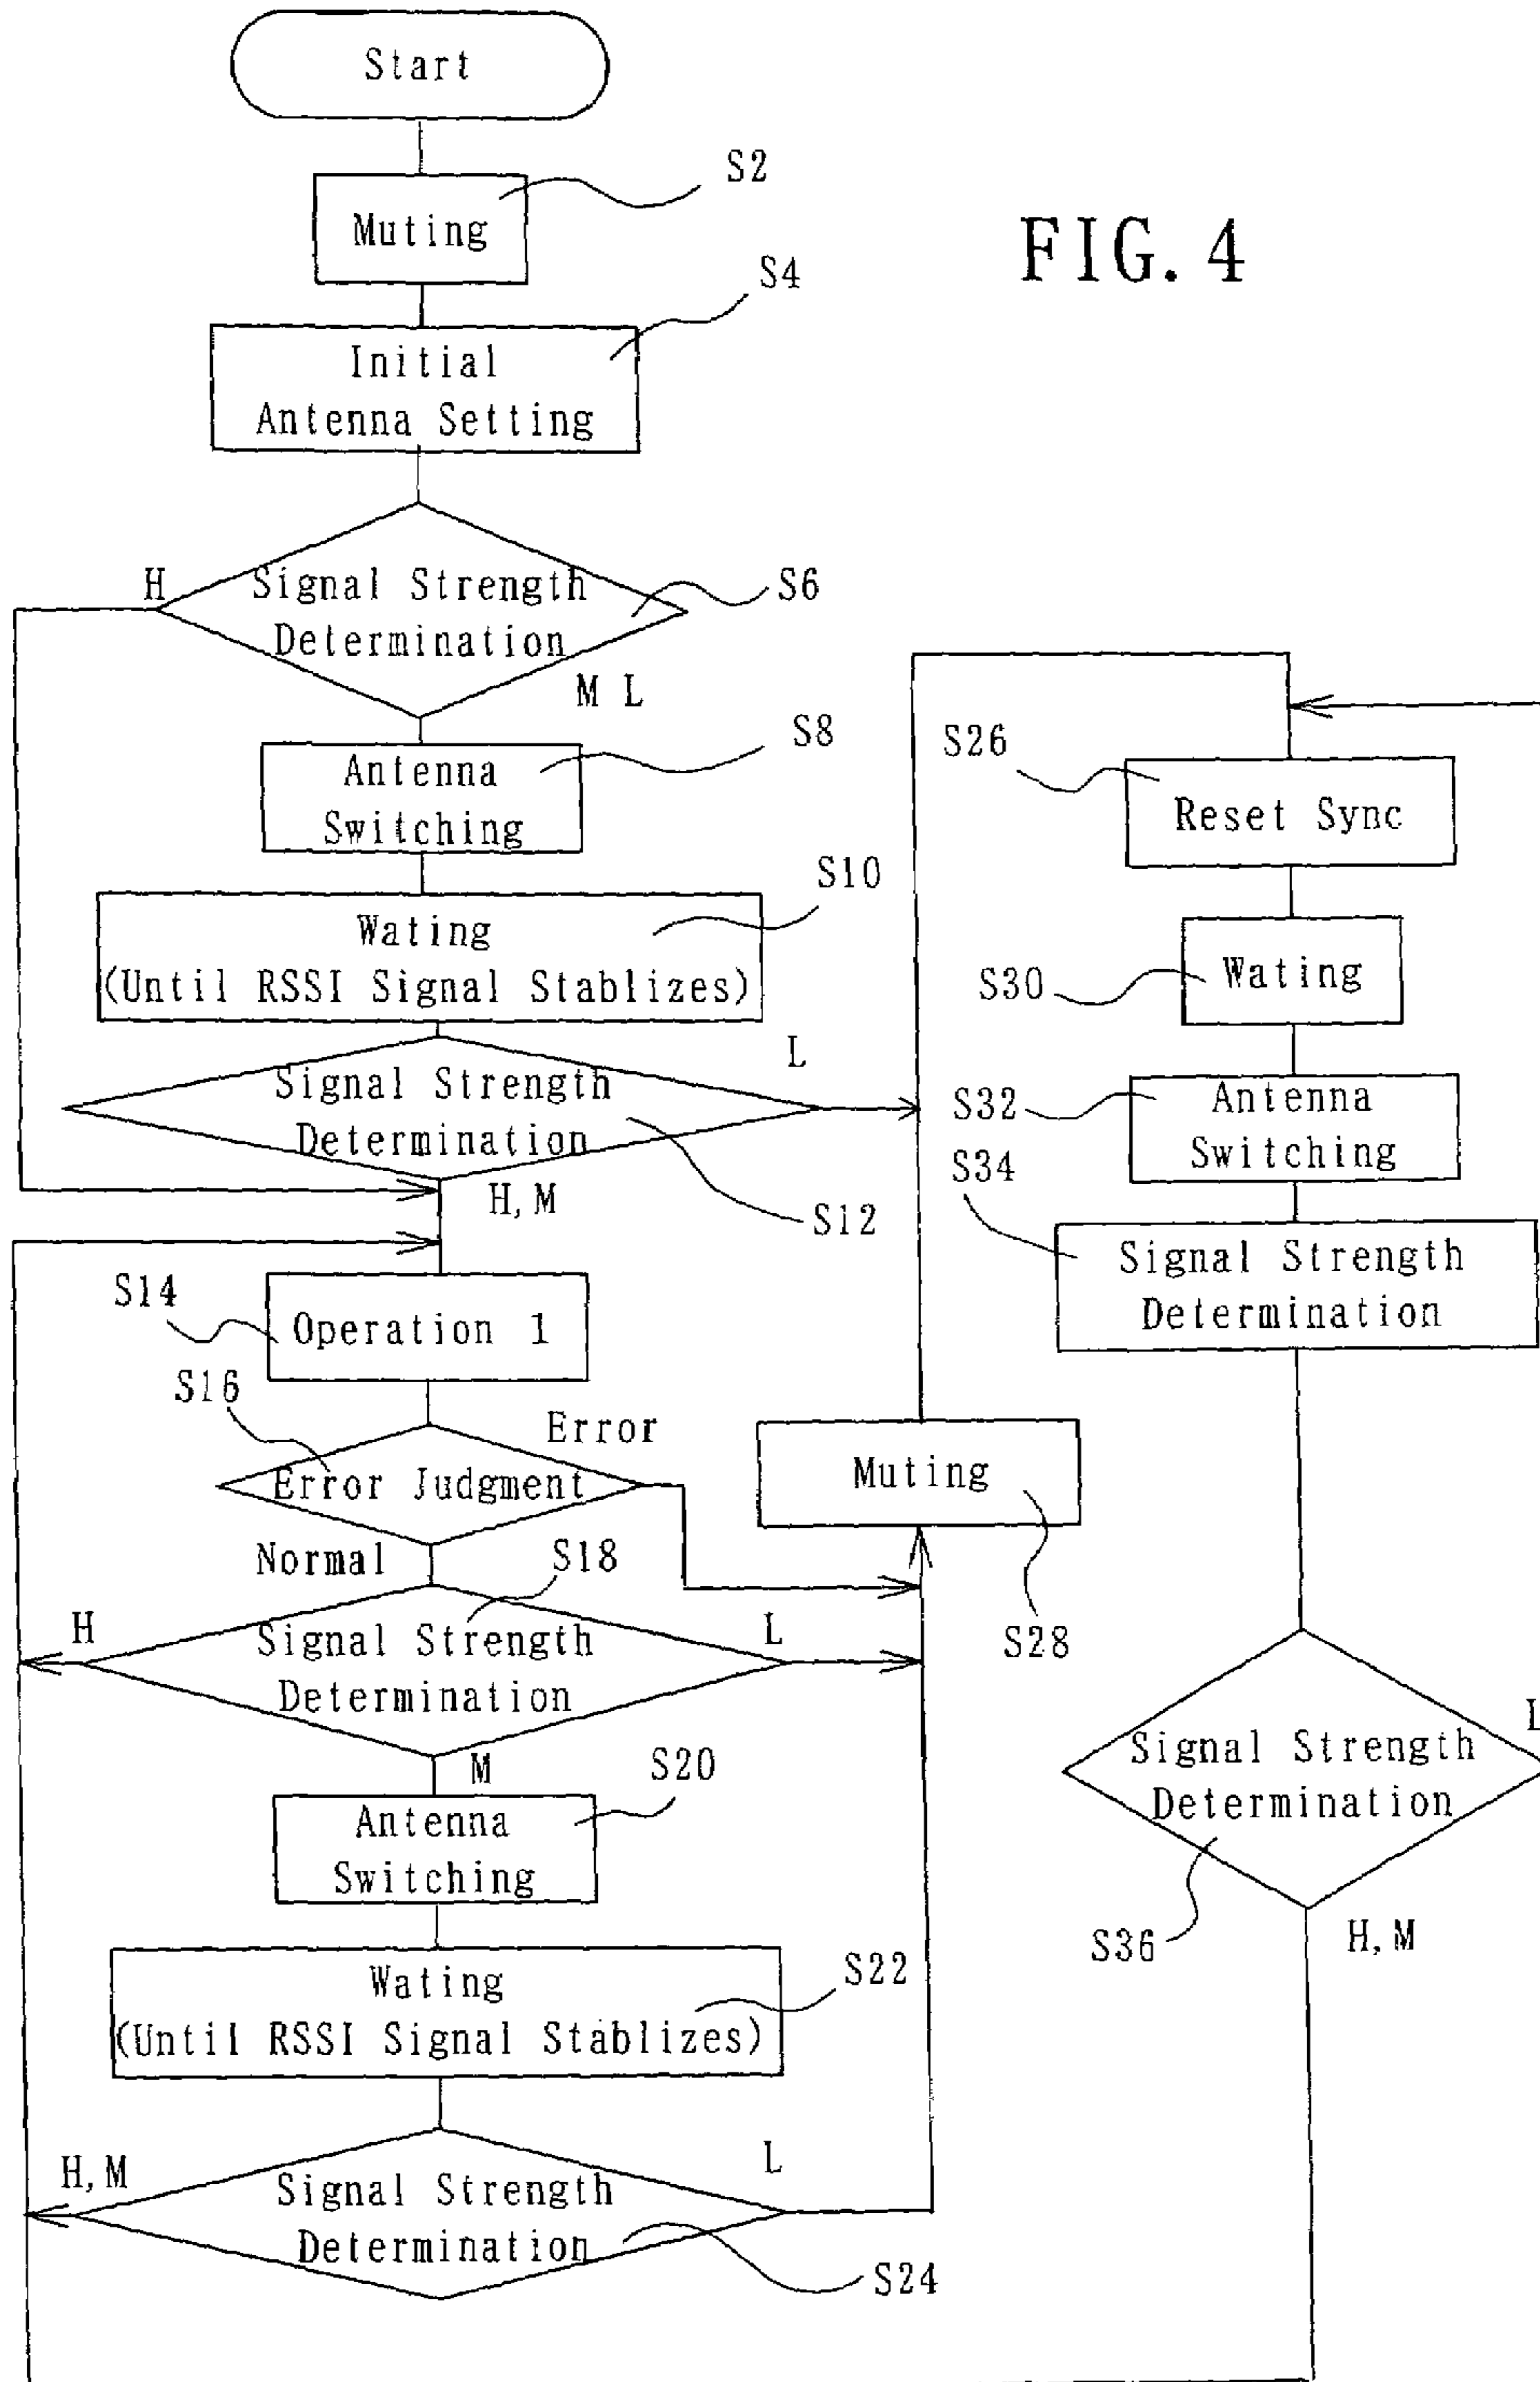 Start
S2
Muting
FIG. 4
S4
Initial
Antenna Setting
H
Signal Strength
Determination
S6
M L
S8
Antenna
Switching
S10
Wating
(Until RSSI Signal Stablizes)
L
Signal Strength
Determination
H, M
S12
S14
Operation 1
S16
Error
Error Judgment
Normal
S18
H
Signal Strength
Determination
L
M
S20
Antenna
Switching
S22
Wating
(Until RSSI Signal Stablizes)
H, M
Signal Strength
Determination
L
S24
Muting
S28
S26
Reset Sync
S30
Wating
S32
Antenna
Switching
S34
Signal Strength
Determination
L
Signal Strength
Determination
S36
H, M